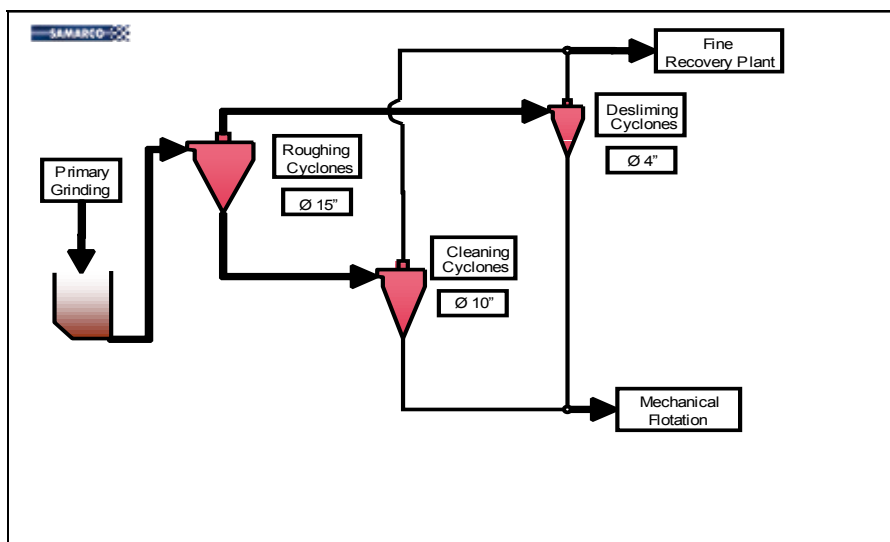 SAMARCO
Fine
Recovery Plant
Desliming
Cyclones
Ø 4”
Roughing
Cyclones
Ø 15”
Primary
Grinding
Cleaning
Cyclones
Ø 10”
Mechanical
Flotation